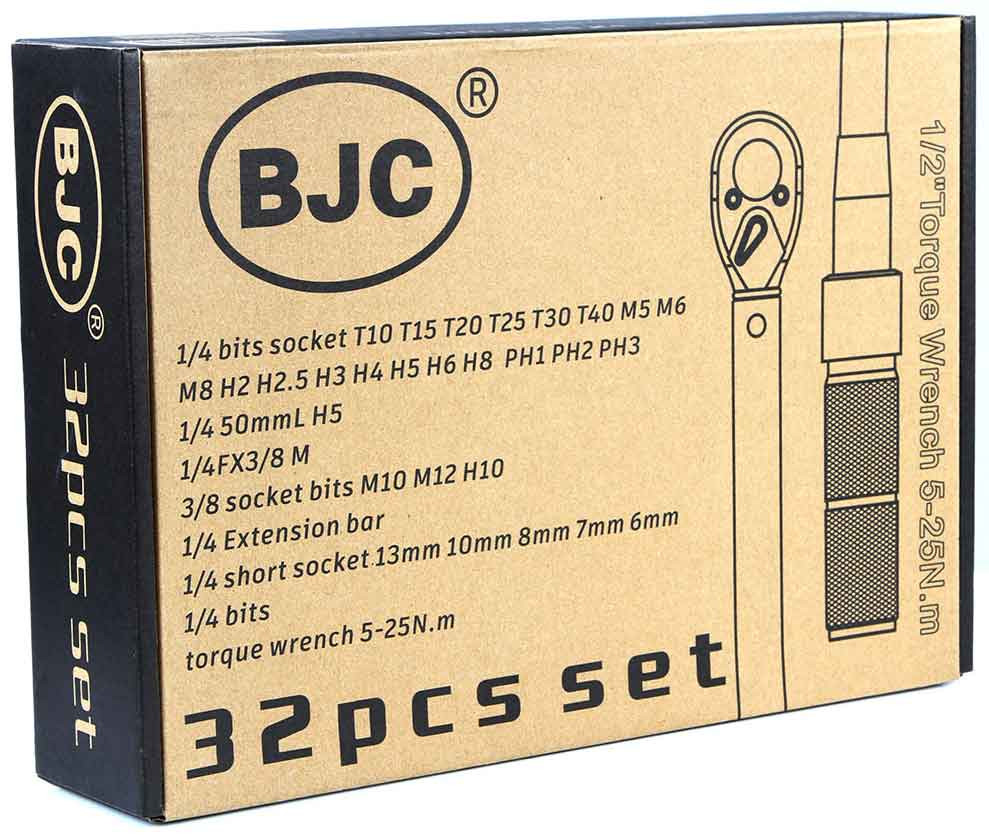 BJC®
32pcs set
BJC®
1/4 bits socket T10 T15 T20 T25 T30 T40 M5 M6
M8 H2 H2.5 H3 H4 H5 H6 H8 PH1 PH2 PH3
1/4 50mmL H5
1/4FX3/8 M
3/8 socket bits M10 M12 H10
1/4 Extension bar
1/4 short socket 13mm 10mm 8mm 7mm 6mm
1/4 bits
torque wrench 5-25N.m
32pcs set
1/2"Torque Wrench 5-25N.m